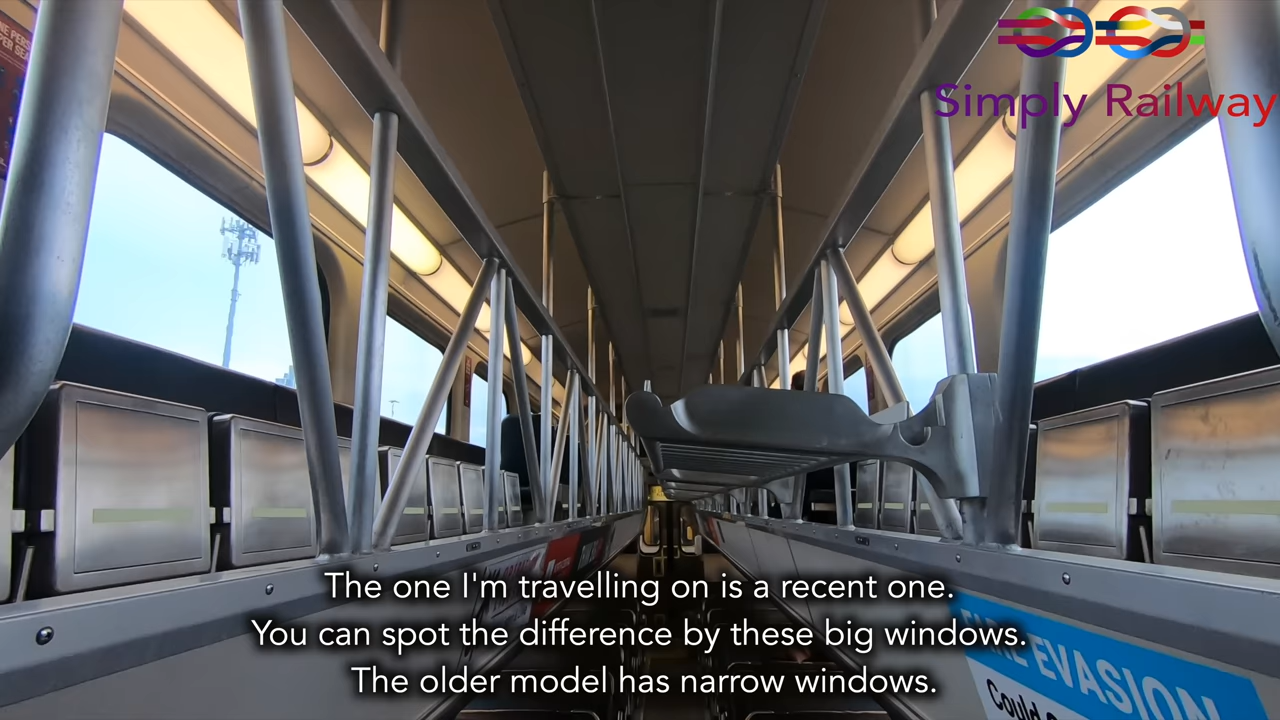 Simply Railway
The one I'm travelling on is a recent one.
You can spot the difference by these big windows.
The older model has narrow windows.
EVASION
Could